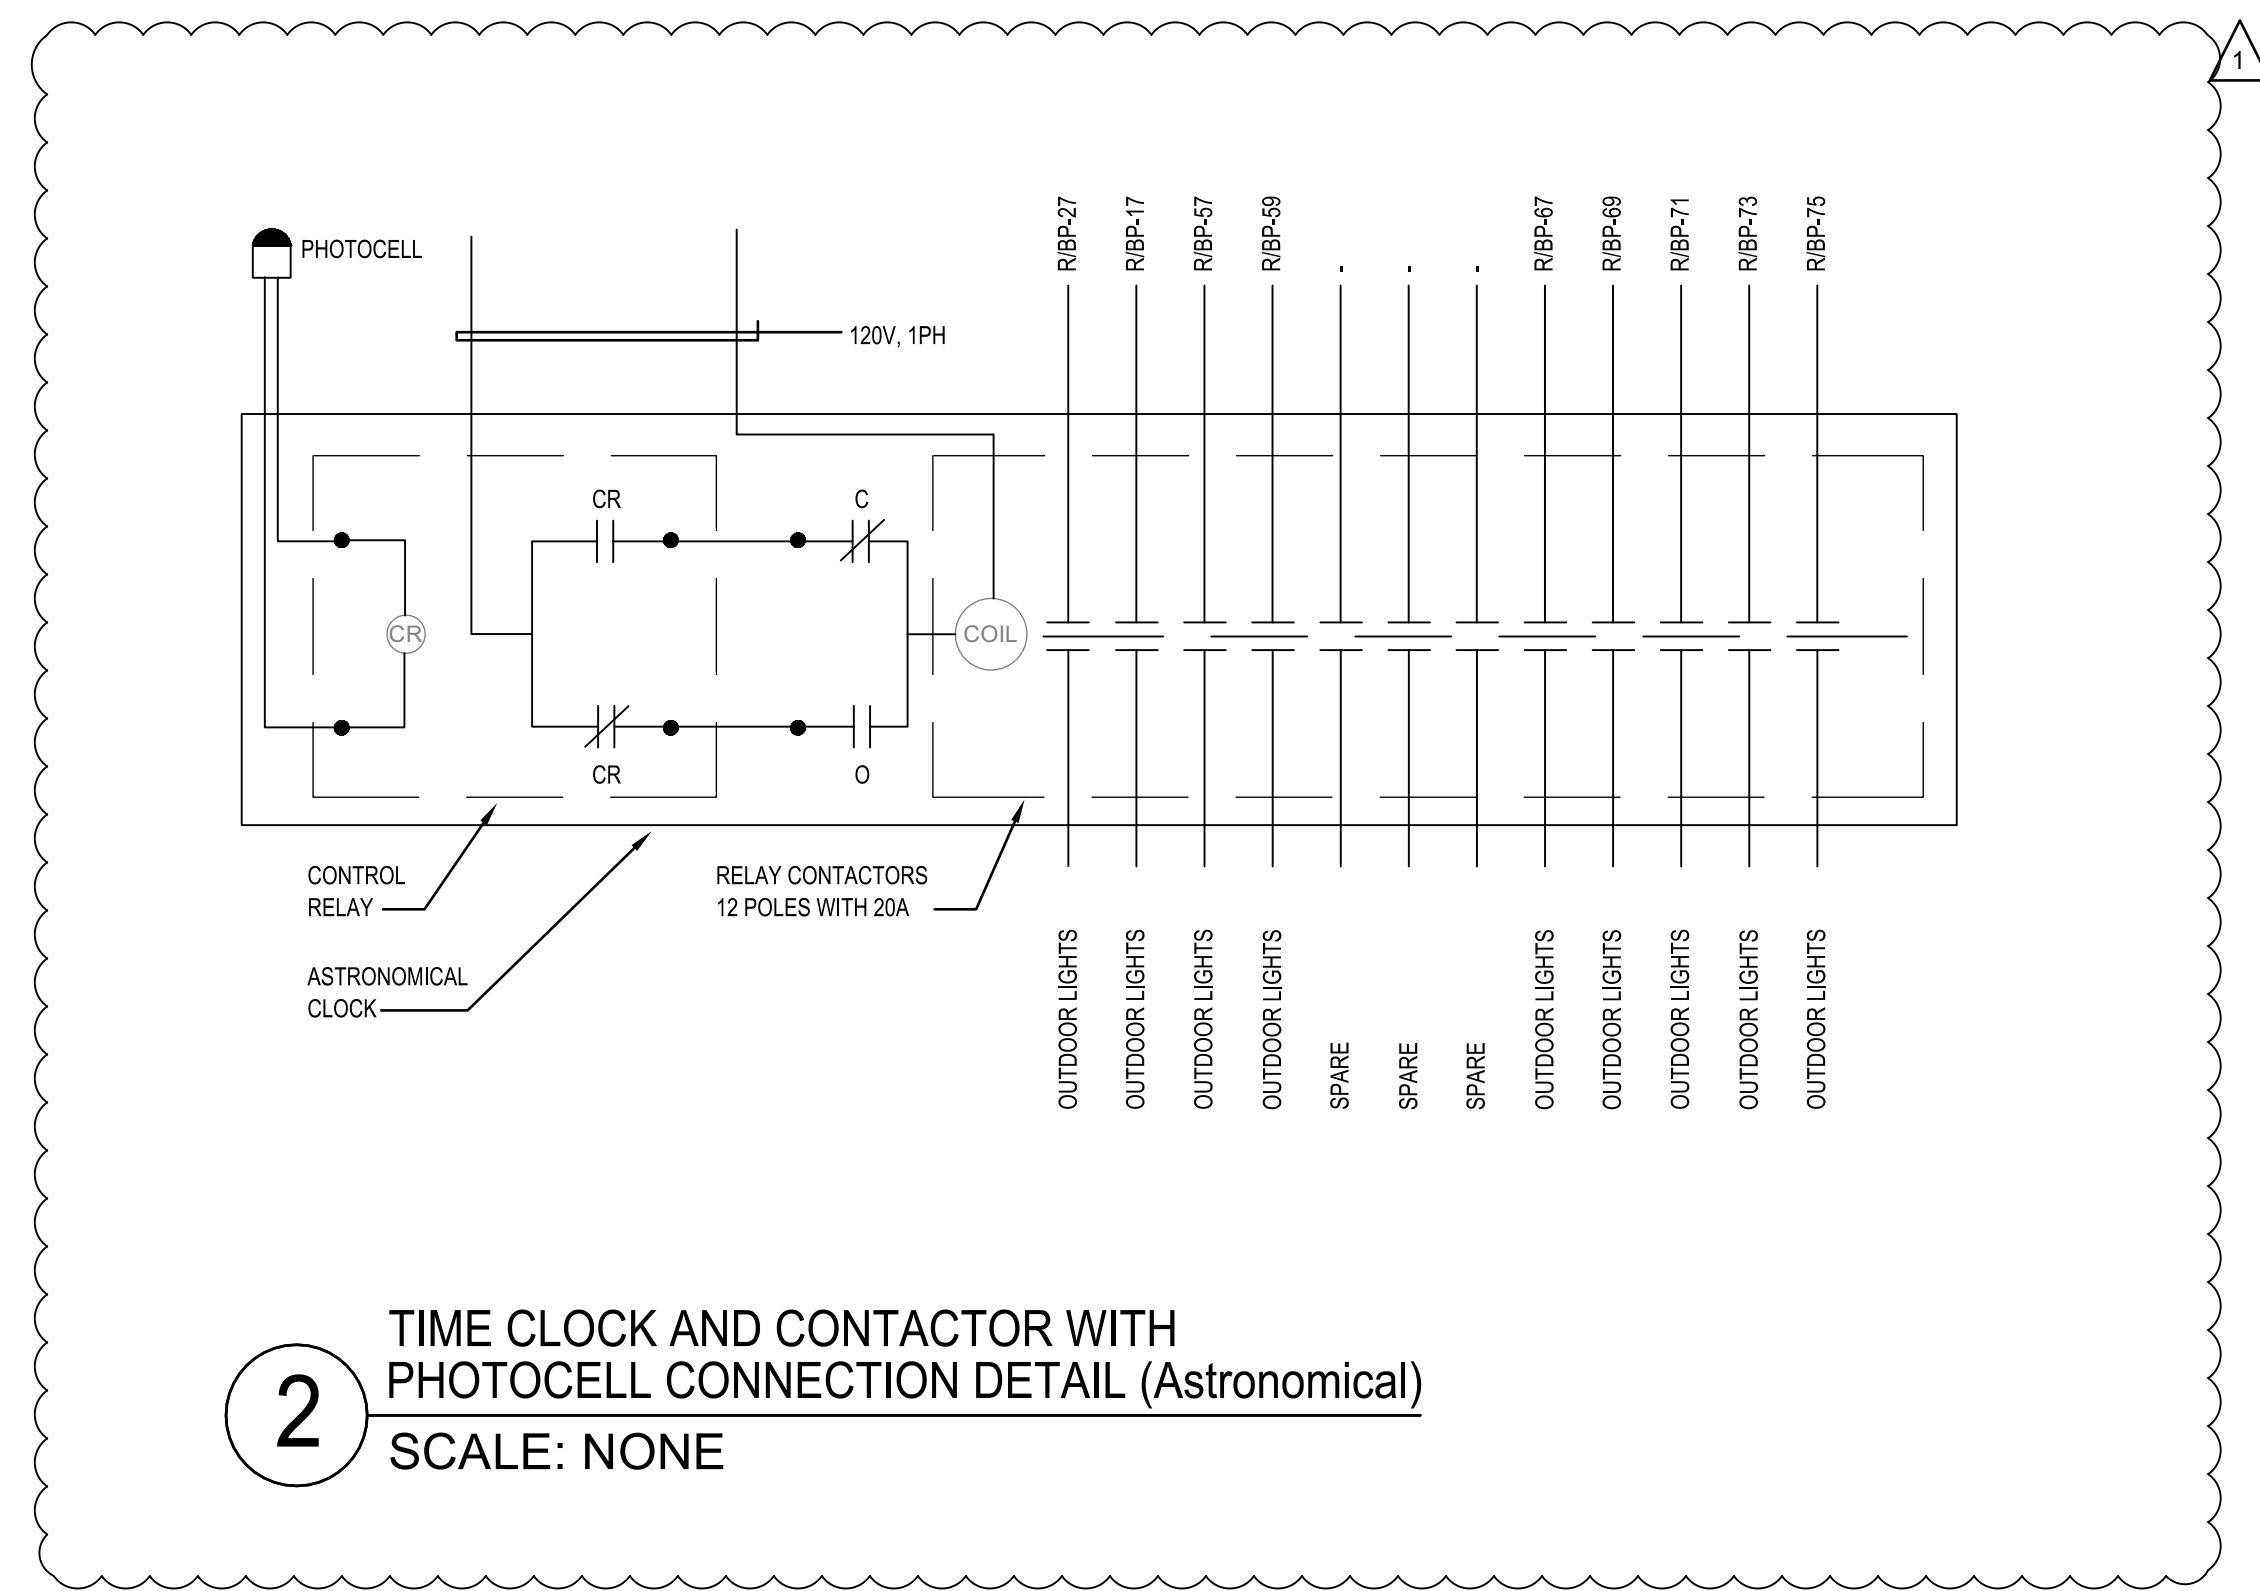 1
R/BP-27
R/BP-17
R/BP-57
R/BP-59
-
-
-
R/BP-67
R/BP-69
R/BP-71
R/BP-73
R/BP-75
PHOTOCELL
120V, 1PH
CR
C
CR
COIL
CR
O
CONTROL
RELAY
RELAY CONTACTORS
12 POLES WITH 20A
ASTRONOMICAL
CLOCK
OUTDOOR LIGHTS
OUTDOOR LIGHTS
OUTDOOR LIGHTS
OUTDOOR LIGHTS
SPARE
SPARE
SPARE
OUTDOOR LIGHTS
OUTDOOR LIGHTS
OUTDOOR LIGHTS
OUTDOOR LIGHTS
OUTDOOR LIGHTS
2
TIME CLOCK AND CONTACTOR WITH
PHOTOCELL CONNECTION DETAIL (Astronomical)
SCALE: NONE